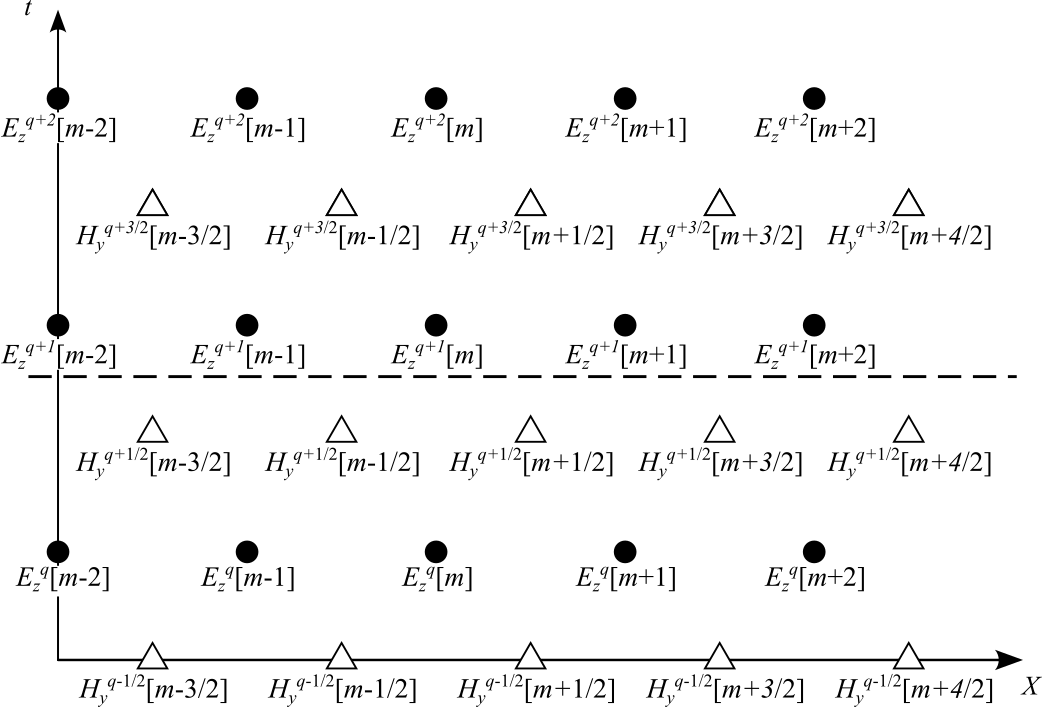 t
E_z^{q+2}[m-2] E_z^{q+2}[m-1] E_z^{q+2}[m] E_z^{q+2}[m+1] E_z^{q+2}[m+2]
H_y^{q+3/2}[m-3/2] H_y^{q+3/2}[m-1/2] H_y^{q+3/2}[m+1/2] H_y^{q+3/2}[m+3/2] H_y^{q+3/2}[m+4/2]
E_z^{q+1}[m-2] E_z^{q+1}[m-1] E_z^{q+1}[m] E_z^{q+1}[m+1] E_z^{q+1}[m+2]
H_y^{q+1/2}[m-3/2] H_y^{q+1/2}[m-1/2] H_y^{q+1/2}[m+1/2] H_y^{q+1/2}[m+3/2] H_y^{q+1/2}[m+4/2]
E_z^{q}[m-2] E_z^{q}[m-1] E_z^{q}[m] E_z^{q}[m+1] E_z^{q}[m+2]
H_y^{q-1/2}[m-3/2] H_y^{q-1/2}[m-1/2] H_y^{q-1/2}[m+1/2] H_y^{q-1/2}[m+3/2] H_y^{q-1/2}[m+4/2] X